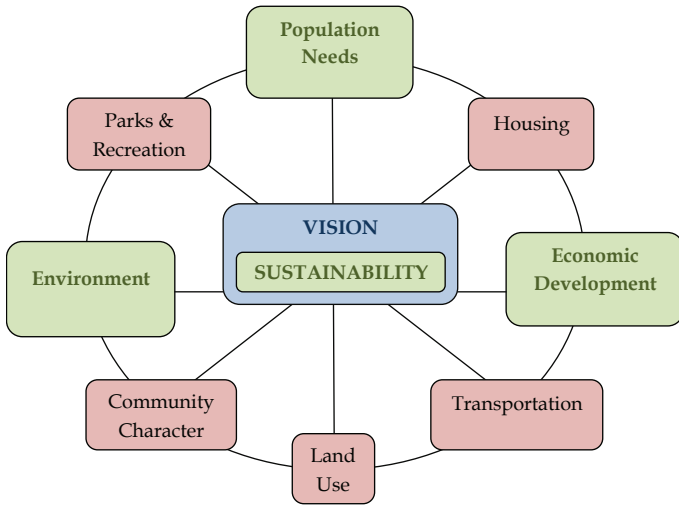 Population
Needs
Parks &
Recreation
Housing
VISION
SUSTAINABILITY
Environment
Economic
Development
Community
Character
Transportation
Land
Use